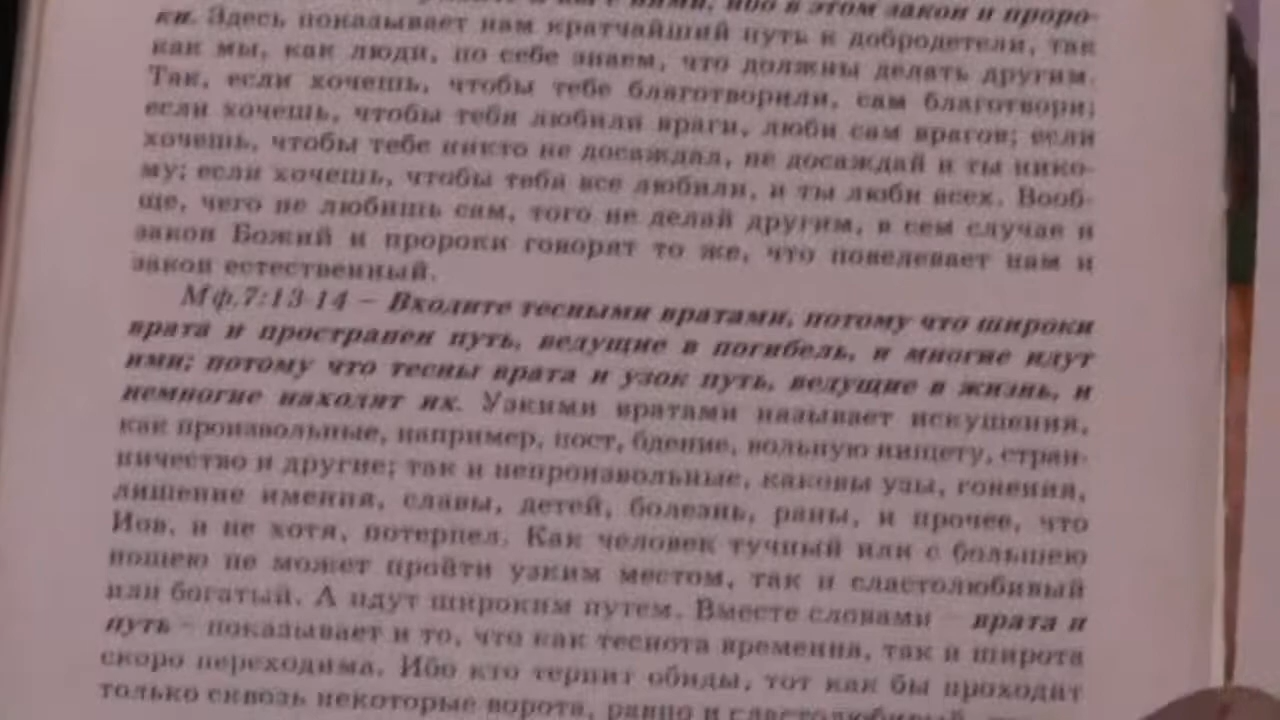 и вы с ними, ибо в этом закон и проро-
ки. Здесь показывает нам кратчайший путь к добродетели, так
как мы, как люди, по себе знаем, что должны делать другим.
Так, если хочешь, чтобы тебе благотворили, сам благотвори;
если хочешь, чтобы тебя любили враги, люби сам врагов; если
хочешь, чтобы тебе никто не досаждал, не досаждай и ты нико-
му; если хочешь, чтобы тебя все любили, и ты люби всех. Вооб-
ще, чего не любишь сам, того не делай другим, в сем случае и
закон Божий и пророки говорят то же, что повелевает нам и
закон естественный.
Мф.7:13-14 – Входите тесными вратами, потому что широки
врата и пространен путь, ведущие в погибель, и многие идут
ими; потому что тесны врата и узок путь, ведущие в жизнь, и
немногие находят их. Узкими вратами называет искушения,
как произвольные, например, пост, бдение, вольную нищету, стран-
ничество и другие; так и непроизвольные, каковы узы, гонения,
лишение имения, славы, детей, болезнь, раны, и прочее, что
Иов, и не хотя, потерпел. Как человек тучный или с большею
ношею не может пройти узким местом, так и сластолюбивый
или богатый. А идут широким путем. Вместе словами – врата и
путь – показывает и то, что как теснота временна, так и широта
скоро переходима. Ибо кто терпит обиды, тот как бы проходит
только сквозь некоторые ворота, равно и сластолюбивый